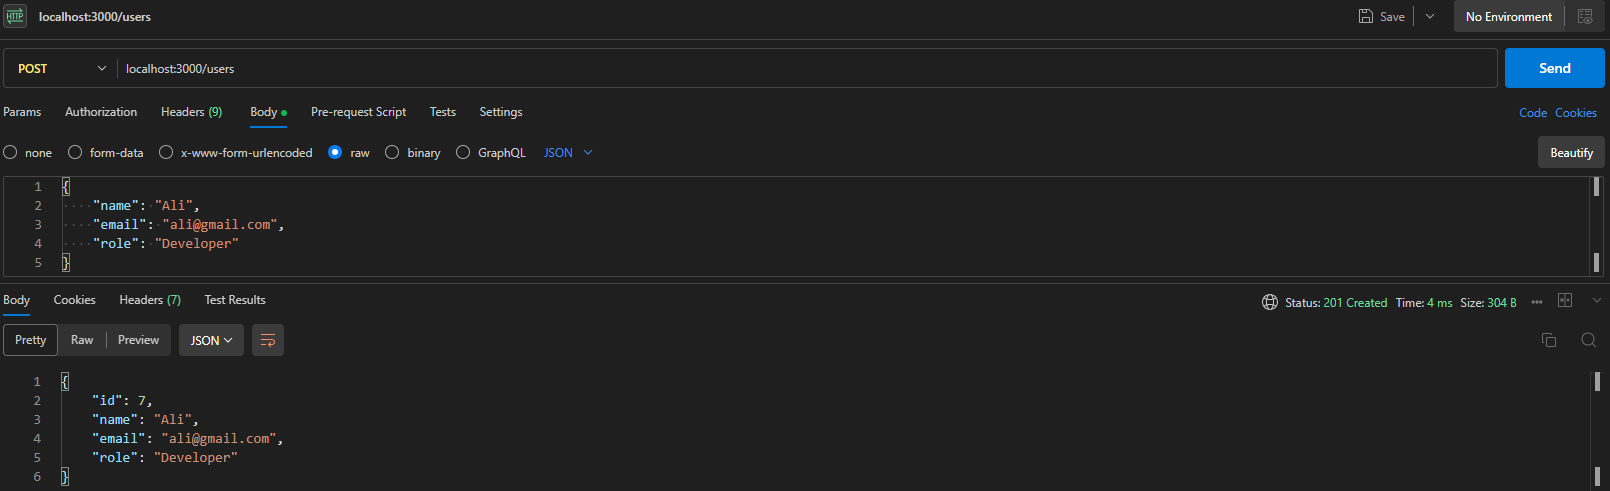 HTTP localhost:3000/users Save No Environment
POST localhost:3000/users Send
Params Authorization Headers (9) Body Pre-request Script Tests Settings Code Cookies
none form-data x-www-form-urlencoded raw binary GraphQL JSON Beautify
1 {
2 "name": "Ali",
3 "email": "ali@gmail.com",
4 "role": "Developer"
5 }
Body Cookies Headers (7) Test Results Status: 201 Created Time: 4 ms Size: 304 B
Pretty Raw Preview JSON
1 {
2 "id": 7,
3 "name": "Ali",
4 "email": "ali@gmail.com",
5 "role": "Developer"
6 }